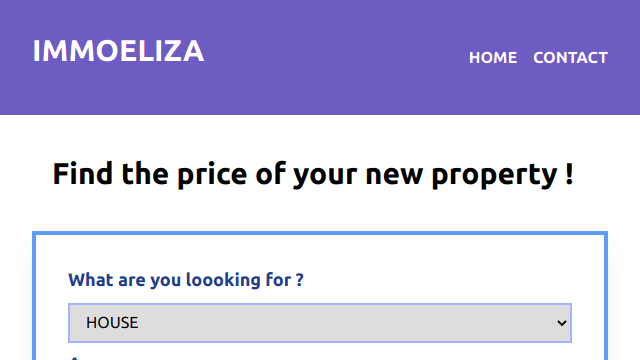 IMMOELIZA
HOME CONTACT
Find the price of your new property !
What are you loooking for ?
HOUSE